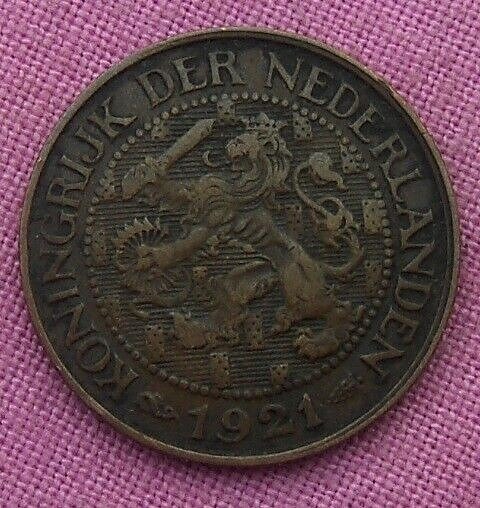 KONINGRIJK DER NEDERLANDEN
1921